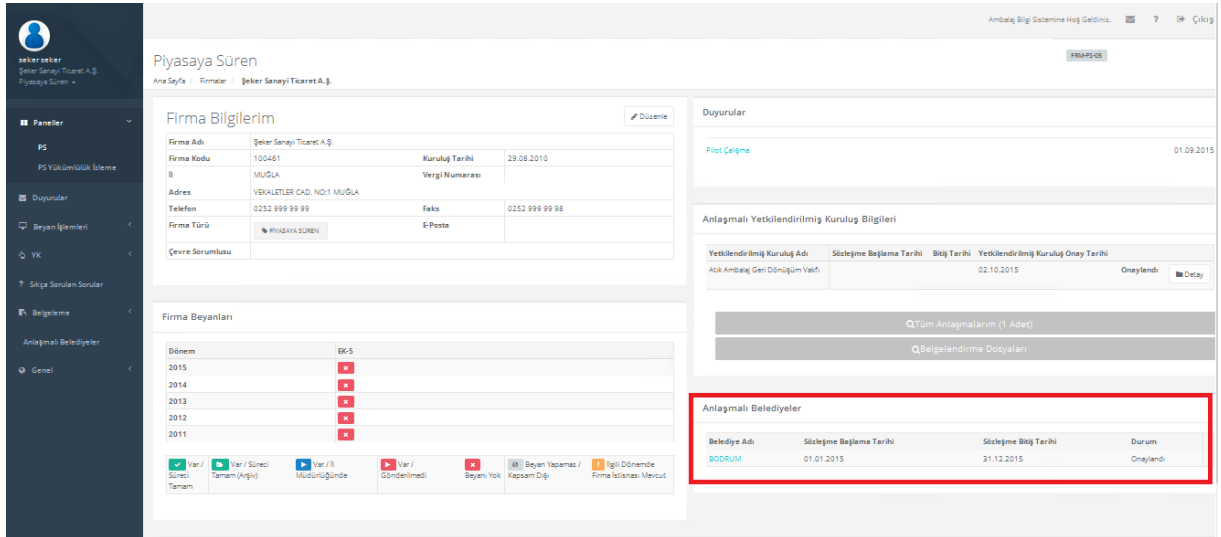 Ambalaj Bilgi Sistemine Hoş Geldiniz. ? Çıkış
şeker şeker
Şeker Sanayi Ticaret A.Ş.
Piyasaya Süren
Paneller
PS
PS Yükümlülük İzleme
Duyurular
Beyan İşlemleri
YK
? Sıkça Sorulan Sorular
Belgeleme
Anlaşmalı Belediyeler
Genel
Piyasaya Süren
FRM-PS-05
Ana Sayfa / Firmalar / Şeker Sanayi Ticaret A.Ş.
Firma Bilgilerim
Düzenle
Firma Adı Şeker Sanayi Ticaret A.Ş.
Firma Kodu 100461 Kuruluş Tarihi 29.08.2010
İl MUĞLA Vergi Numarası
Adres VEKALETLER CAD. NO:1 MUĞLA
Telefon 0252 999 99 99 Faks 0252 999 99 98
Firma Türü PİYASAYA SÜREN E-Posta
Çevre Sorumlusu
Firma Beyanları
Dönem EK-5
2015
2014
2013
2012
2011
Var / Süreci Tamam
Var / Süreci Tamam (Arşiv)
Var / İl Müdürlüğünde
Var / Gönderilmedi
Beyanı Yok
Beyan Yapamaz / Kapsam Dışı
İlgili Dönemde Firma İstisnası Mevcut
Duyurular
Pilot Çalışma 01.09.2015
Anlaşmalı Yetkilendirilmiş Kuruluş Bilgileri
Yetkilendirilmiş Kuruluş Adı Sözleşme Başlama Tarihi Bitiş Tarihi Yetkilendirilmiş Kuruluş Onay Tarihi
Atık Ambalaj Geri Dönüşüm Vakfı 02.10.2015 Onaylandı Detay
Tüm Anlaşmalarım (1 Adet)
Belgelendirme Dosyaları
Anlaşmalı Belediyeler
Belediye Adı Sözleşme Başlama Tarihi Sözleşme Bitiş Tarihi Durum
BODRUM 01.01.2015 31.12.2015 Onaylandı